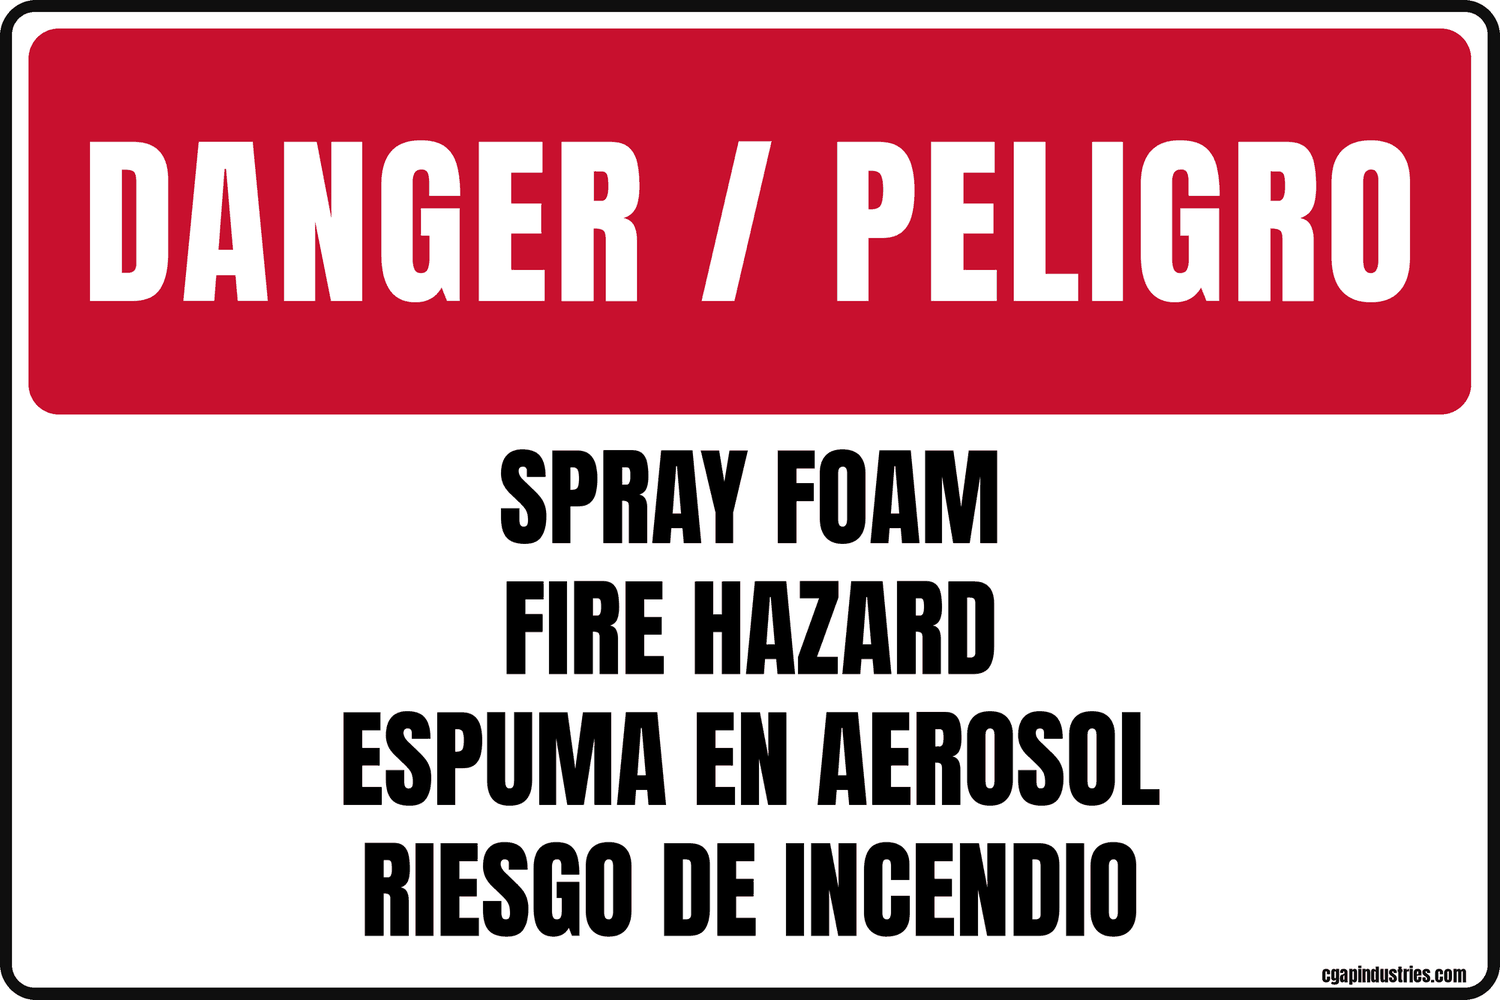 DANGER / PELIGRO
SPRAY FOAM
FIRE HAZARD
ESPUMA EN AEROSOL
RIESGO DE INCENDIO
cgapindustries.com